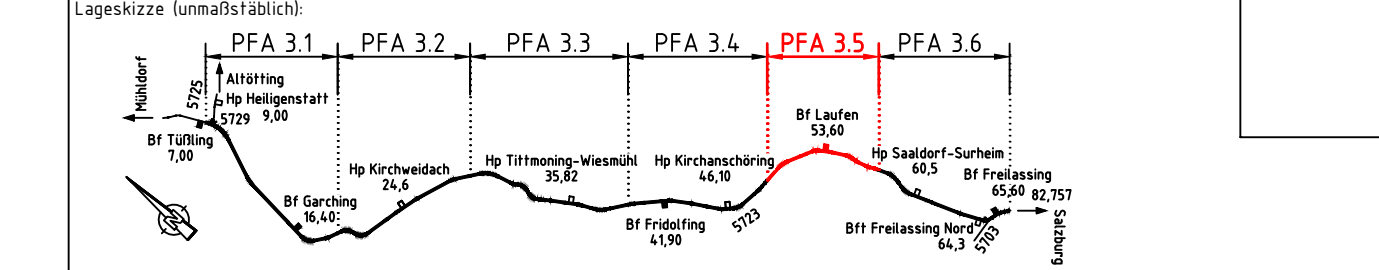 Lageskizze (unmaßstäblich):
PFA 3.1
PFA 3.2
PFA 3.3
PFA 3.4
PFA 3.5
PFA 3.6
Mühldorf
5725
Altötting
Hp Heiligenstatt
9,00
5729
Bf Tüßling
7,00
Bf Garching
16,40
Hp Kirchweidach
24,6
Hp Tittmoning-Wiesmühl
35,82
Bf Fridolfing
41,90
Hp Kirchanschöring
46,10
5723
Bf Laufen
53,60
Hp Saaldorf-Surheim
60,5
Bf Freilassing
65,60
82,757
Bft Freilassing Nord
64,3
5703
Salzburg